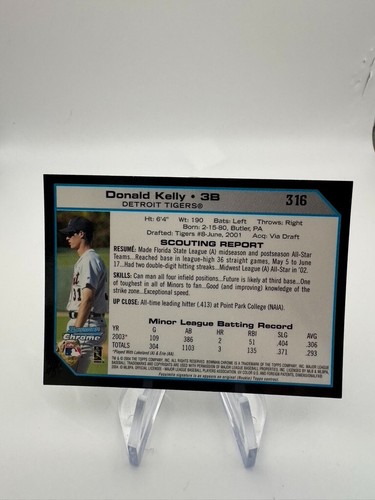 Donald Kelly • 3B 316
DETROIT TIGERS®
Ht: 6'4" Wt: 190 Bats: Left Throws: Right
Born: 2-15-80, Butler, PA
Drafted: Tigers #8-June, 2001 Acq: Via Draft
SCOUTING REPORT
RESUMÉ: Made Florida State League (A) midseason and postseason All-Star
Teams...Reached base in league-high 36 straight games, May 5 to June
17...Had two double-digit hitting streaks...Midwest League (A) All-Star in '02.
SKILLS: Can man all four infield positions...Future is likely at third base...One
of toughest in all of Minors to fan...Good (and improving) knowledge of the
strike zone...Exceptional savvy.
UP CLOSE: All-time leading hitter (.413) at Point Park College (NAIA).
Minor League Batting Record
YR G AB HR RBI SLG AVG
2003* 109 386 2 51 .404 .306
TOTALS 304 1103 3 135 .371 .293
*Played With Lakeland (A) & Erie (AA)
31
Bowman
Chrome